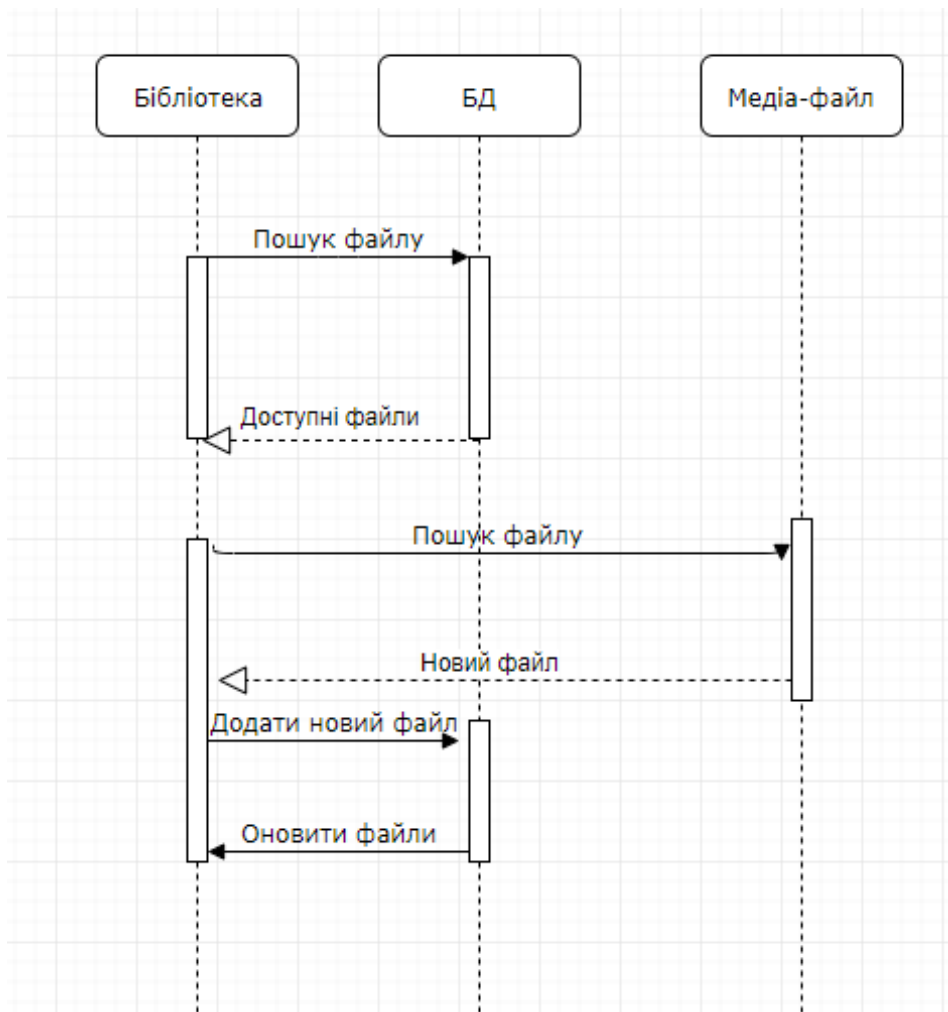 Бібліотека
БД
Медіа-файл
Пошук файлу
Доступні файли
Пошук файлу
Новий файл
Додати новий файл
Оновити файли